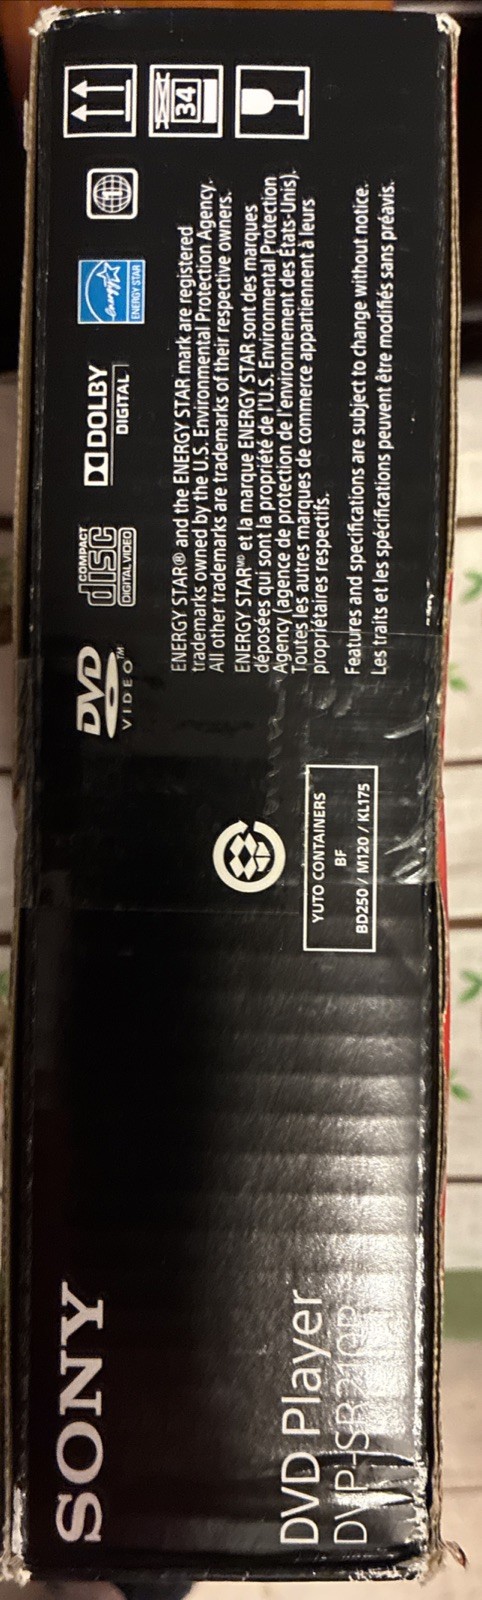 SONY
DVD Player
DVP-SR210P
YUTO CONTAINERS
BF
BD250 / M120 / KL175
DVD
VIDEO™
COMPACT
disc
DIGITAL VIDEO
DOLBY
DIGITAL
energy
ENERGY STAR
1
34
ENERGY STAR® and the ENERGY STAR mark are registered
trademarks owned by the U.S. Environmental Protection Agency.
All other trademarks are trademarks of their respective owners.
ENERGY STARᴹᴰ et la marque ENERGY STAR sont des marques
déposées qui sont la propriété de l'U.S. Environmental Protection
Agency (agence de protection de l'environnement des États-Unis).
Toutes les autres marques de commerce appartiennent à leurs
propriétaires respectifs.
Features and specifications are subject to change without notice.
Les traits et les spécifications peuvent être modifiés sans préavis.